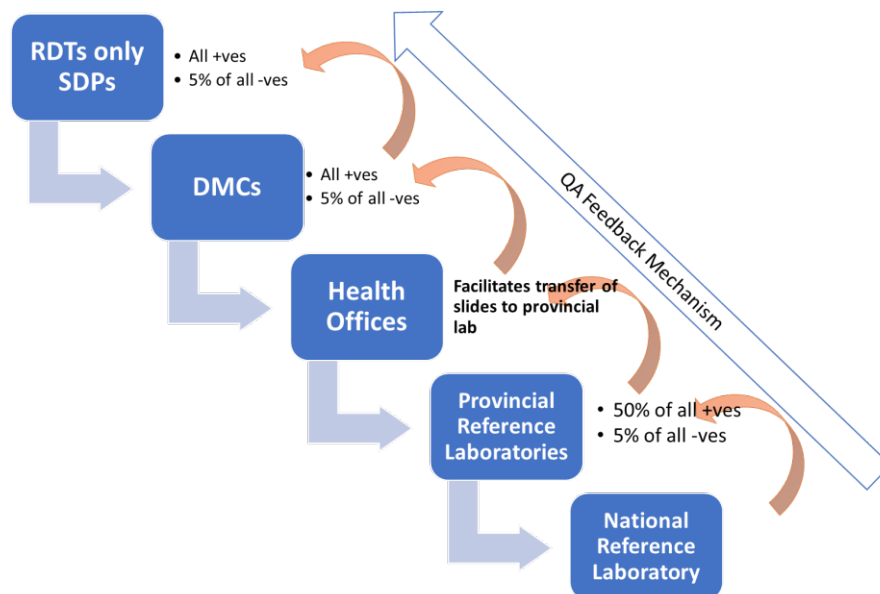 RDTs only
SDPs
• All +ves
• 5% of all -ves
DMCs
• All +ves
• 5% of all -ves
Health
Offices
Facilitates transfer of
slides to provincial
lab
QA Feedback Mechanism
Provincial
Reference
Laboratories
• 50% of all +ves
• 5% of all -ves
National
Reference
Laboratory